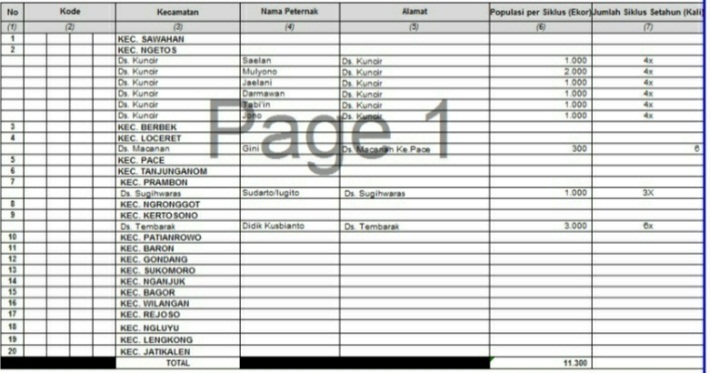 No Kode Kecamatan Nama Peternak Alamat Populasi per Siklus (Ekor) Jumlah Siklus Setahun (Kali)
(1) (2) (3) (4) (5) (6) (7)
1 KEC. SAWAHAN
2 KEC. NGETOS
Ds. Kuncir Saelan Ds. Kuncir 1.000 4x
Ds. Kuncir Mulyono Ds. Kuncir 2.000 4x
Ds. Kuncir Jaelani Ds. Kuncir 1.000 4x
Ds. Kuncir Darmawan Ds. Kuncir 1.000 4x
Ds. Kuncir Tabi'in Ds. Kuncir 1.000 4x
Ds. Kuncir Jono Ds. Kuncir 1.000 4x
Page 1
3 KEC. BERBEK
4 KEC. LOCERET
Ds. Macanan Gini Ds. Macanan Ke.Pace 300 6
5 KEC. PACE
6 KEC. TANJUNGANOM
7 KEC. PRAMBON
Ds. Sugihwaras Sudarto/lugito Ds. Sugihwaras 1.000 3X
8 KEC. NGRONGGOT
9 KEC. KERTOSONO
Ds. Tembarak Didik Kusbianto Ds. Tembarak 3.000 6x
10 KEC. PATIANROWO
11 KEC. BARON
12 KEC. GONDANG
13 KEC. SUKOMORO
14 KEC. NGANJUK
15 KEC. BAGOR
16 KEC. WILANGAN
17 KEC. REJOSO
18 KEC. NGLUYU
19 KEC. LENGKONG
20 KEC. JATIKALEN
TOTAL 11.300